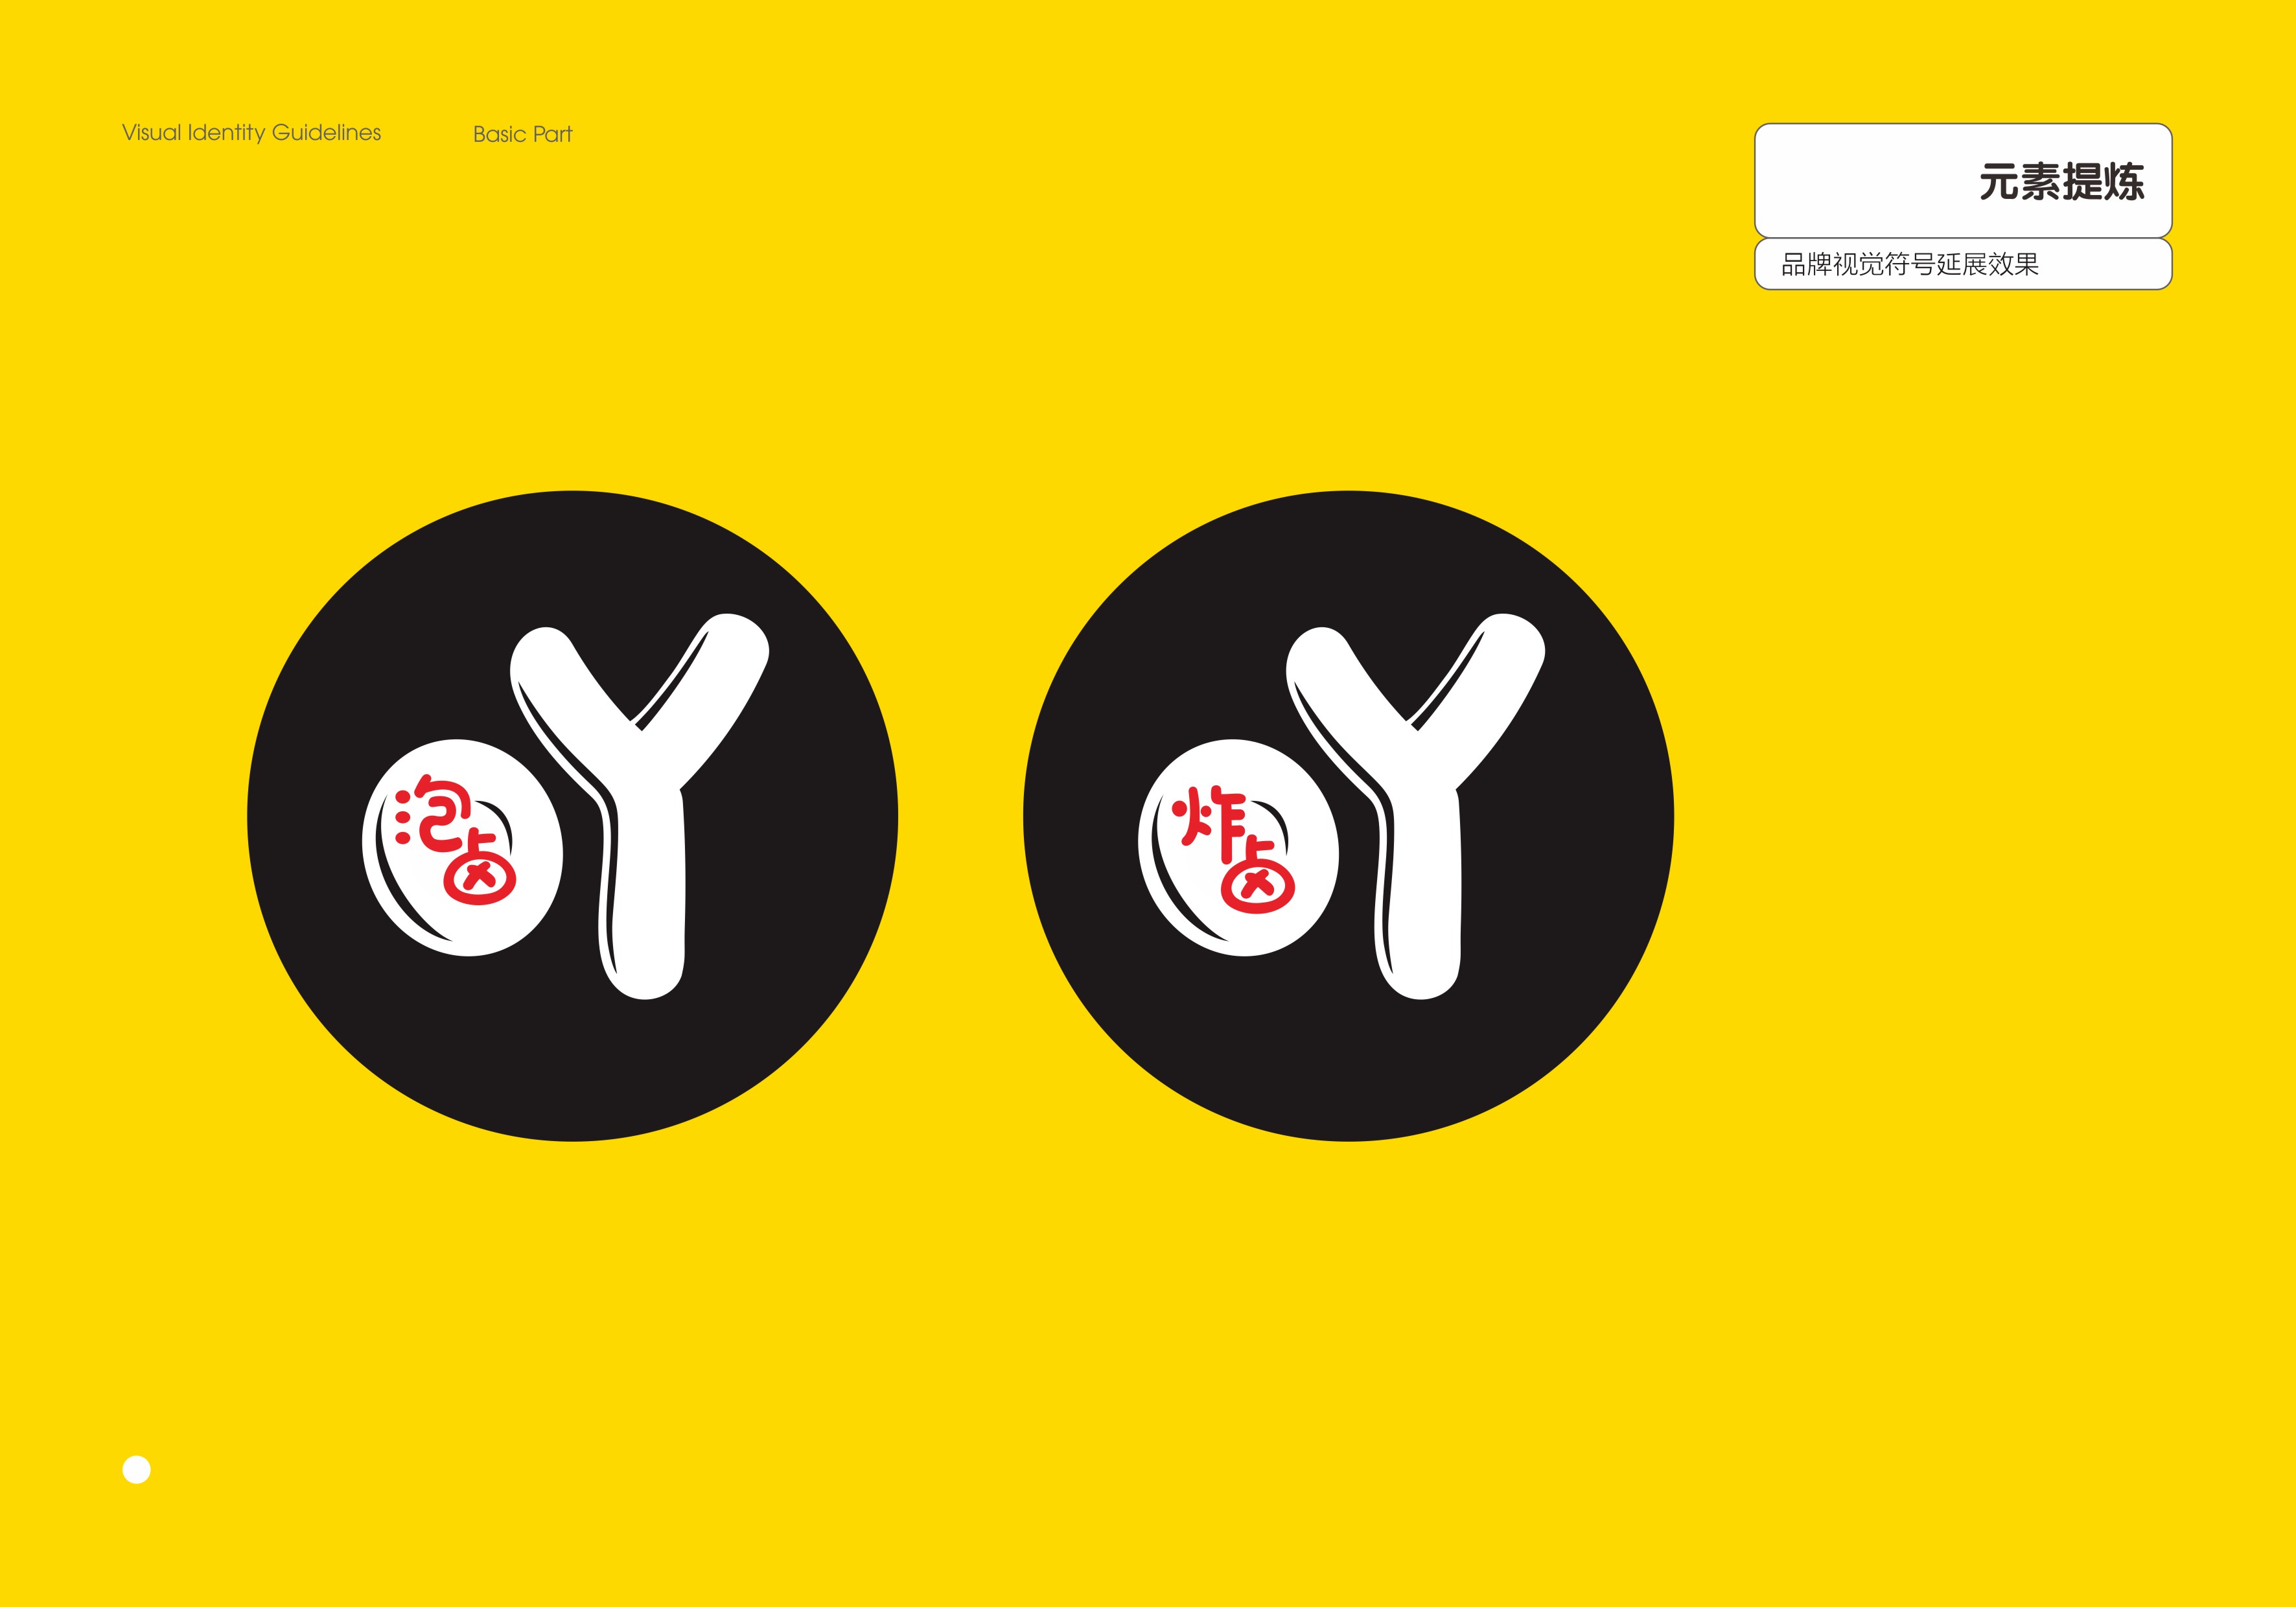 Visual Identity Guidelines
Basic Part
元素提炼
品牌视觉符号延展效果
泡卤
Y
炸卤
Y